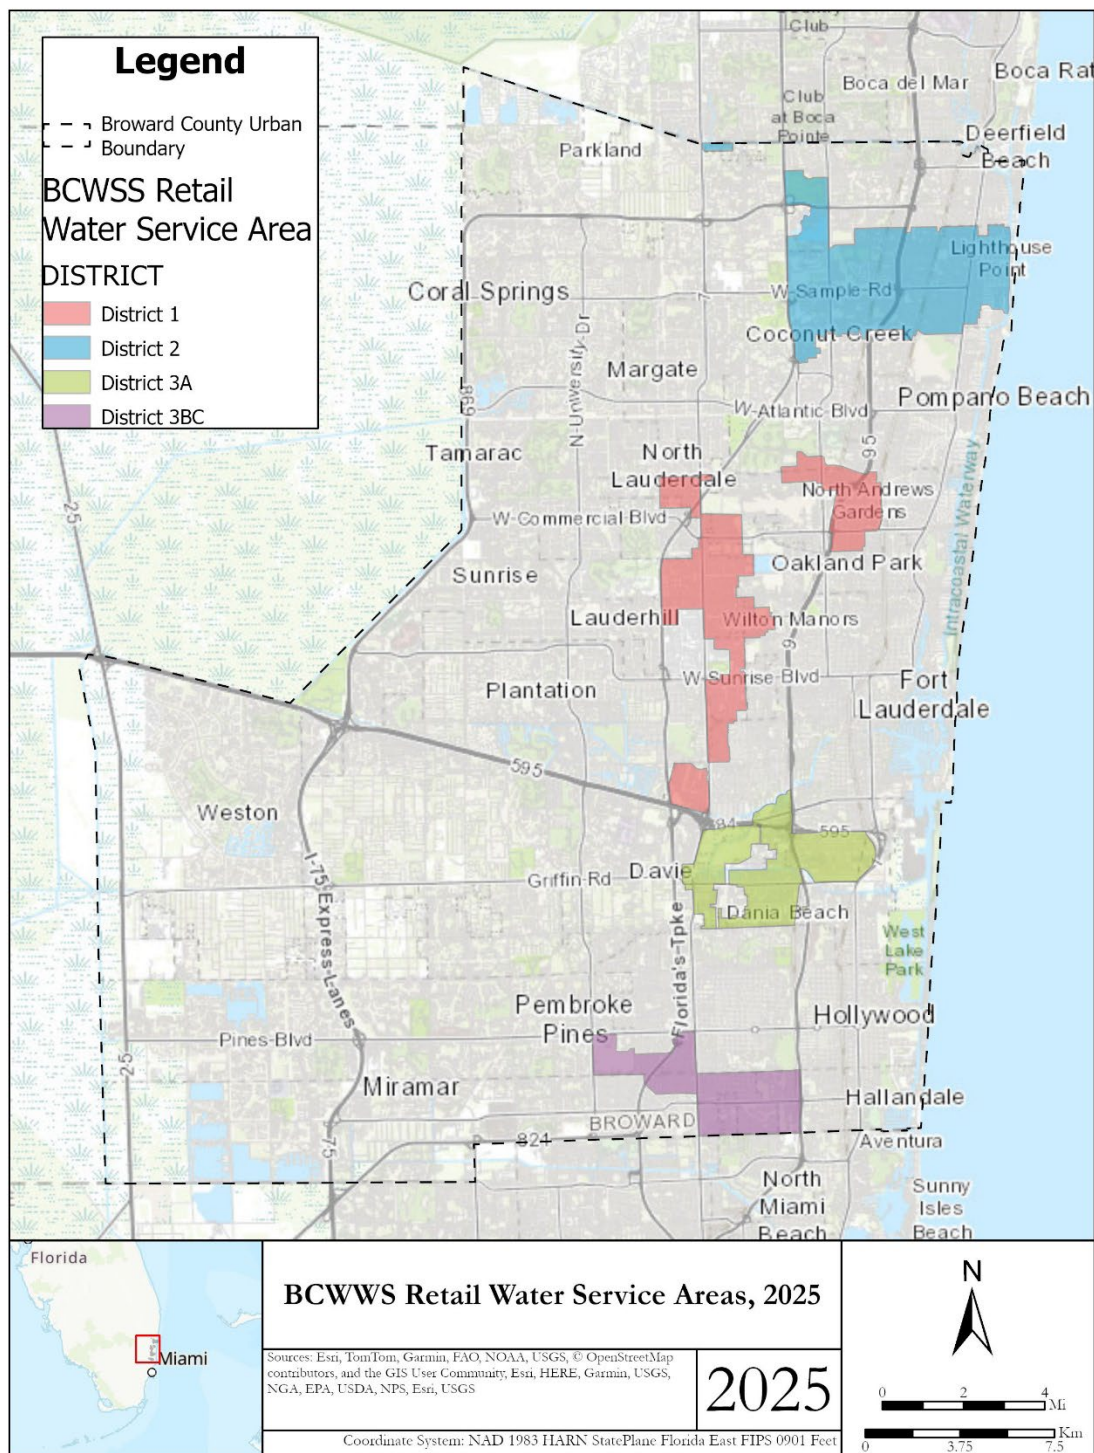 Legend
Broward County Urban
Boundary
BCWSS Retail
Water Service Area
DISTRICT
District 1
District 2
District 3A
District 3BC
Club
Boca del Mar
Boca Rat
Club
at Boca
Pointe
Deerfield
Beach
Parkland
Lighthouse
Point
Coral Springs
7
W-Sample-Rd
Coconut-Creek
N-University-Dr
Margate
869
W-Atlantic-Blvd
Pompano Beach
95
Tamarac
North
Lauderdale
North Andrews
Gardens
25
W-Commercial-Blvd
Intracoastal Waterway
Oakland Park
Sunrise
Lauderhill
Wilton Manors
9
W-Sunrise-Blvd
Plantation
Fort
Lauderdale
595
Weston
84
595
I-75-Express-Lanes
Davie
Griffin-Rd
Dania Beach
West
Lake
Park
Florida's-Tpke
Pembroke
Pines
Hollywood
Pines-Blvd
25
Miramar
Hallandale
BROWARD
824
75
Aventura
North
Miami
Beach
Sunny
Isles
Beach
Florida
Miami
BCWWS Retail Water Service Areas, 2025
Sources: Esri, TomTom, Garmin, FAO, NOAA, USGS, © OpenStreetMap
contributors, and the GIS User Community, Esri, HERE, Garmin, USGS,
NGA, EPA, USDA, NPS, Esri, USGS
2025
Coordinate System: NAD 1983 HARN StatePlane Florida East FIPS 0901 Feet
N
0 2 4
Mi
Km
0 3.75 7.5